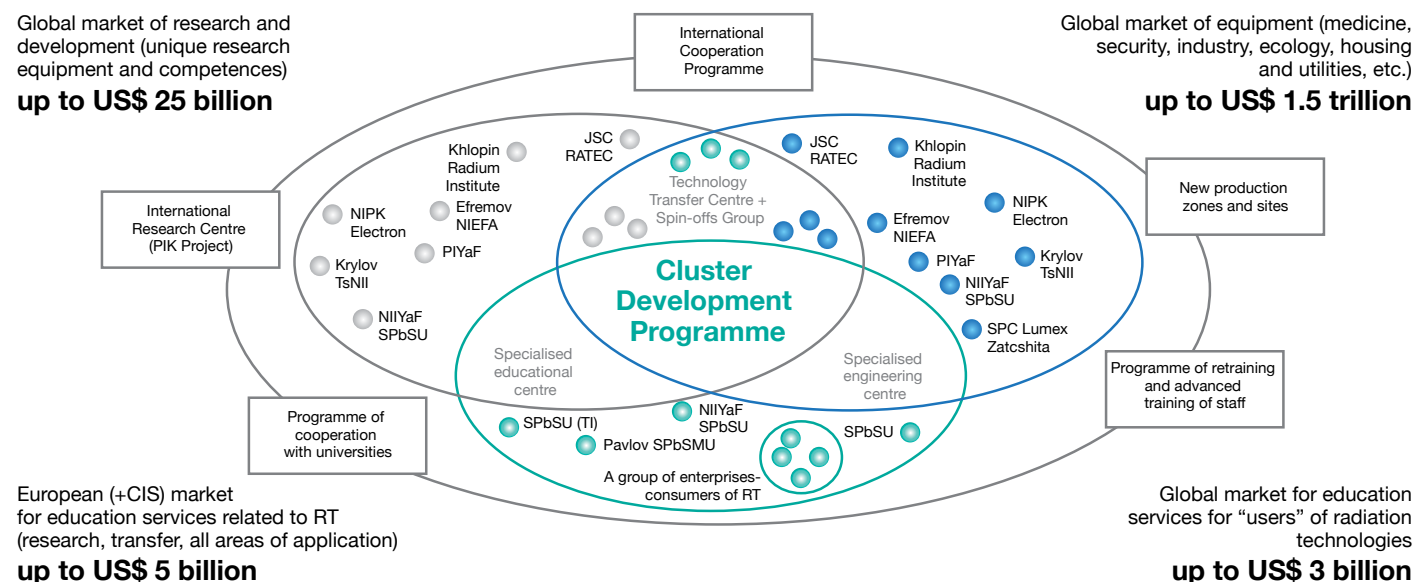 Global market of research and
development (unique research
equipment and competences)
up to US$ 25 billion
International
Cooperation
Programme
Global market of equipment (medicine,
security, industry, ecology, housing
and utilities, etc.)
up to US$ 1.5 trillion
International
Research Centre
(PIK Project)
New production
zones and sites
Programme of
cooperation
with universities
Programme of retraining
and advanced
training of staff
JSC
RATEC
Khlopin
Radium
Institute
NIPK
Electron
Efremov
NIEFA
PIYaF
Krylov
TsNII
NIIYaF
SPbSU
Technology
Transfer Centre +
Spin-offs Group
JSC
RATEC
Khlopin
Radium
Institute
NIPK
Electron
Efremov
NIEFA
PIYaF
Krylov
TsNII
NIIYaF
SPbSU
SPC Lumex
Zatcshita
Cluster
Development
Programme
Specialised
educational
centre
Specialised
engineering
centre
SPbSU (TI)
Pavlov SPbSMU
NIIYaF
SPbSU
SPbSU
A group of enterprises-
consumers of RT
European (+CIS) market
for education services related to RT
(research, transfer, all areas of application)
up to US$ 5 billion
Global market for education
services for “users” of radiation
technologies
up to US$ 3 billion